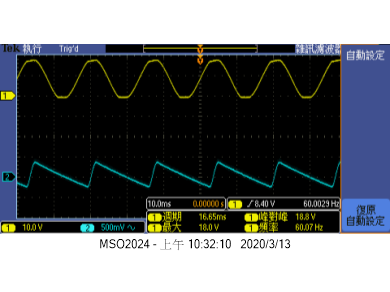 Tek 執行 Trig'd 雜訊濾波器
自動設定
1
2
10.0ms 0.00000 s 1 / 8.40 V 60.0029 Hz
1 週期 16.65ms 1 峰對峰 18.8 V
1 最大 18.0 V 1 頻率 60.07 Hz
1 10.0 V 2 500mV
復原
自動設定
MSO2024 - 上午 10:32:10 2020/3/13